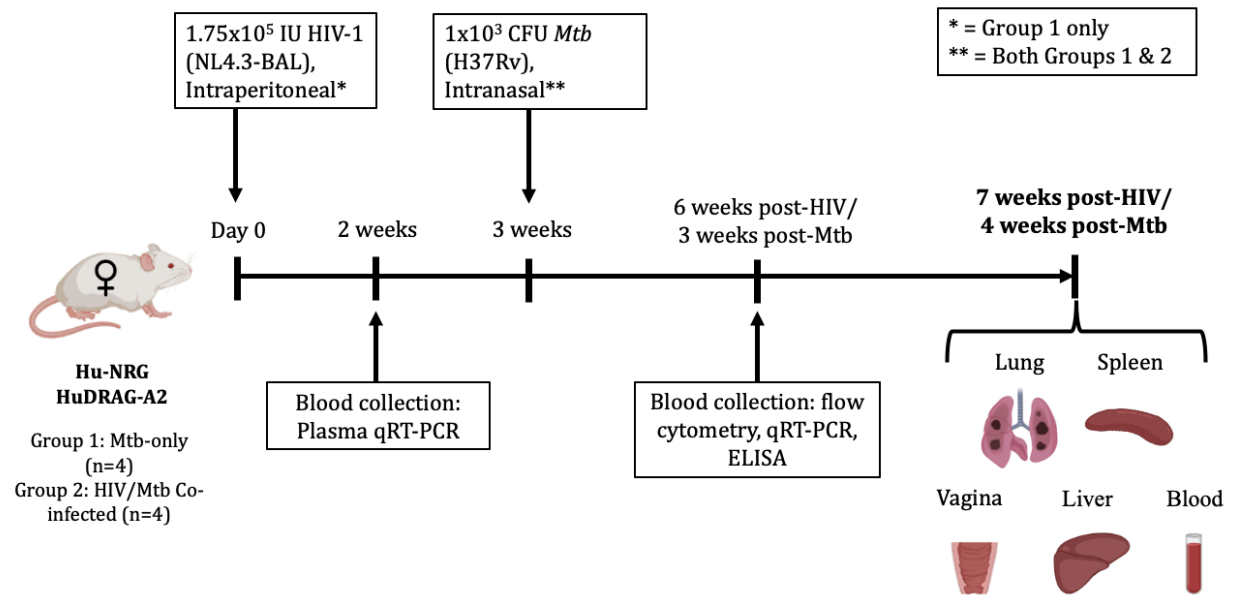 1.75x10⁵ IU HIV-1
(NL4.3-BAL),
Intraperitoneal*
1x10³ CFU Mtb
(H37Rv),
Intranasal**
* = Group 1 only
** = Both Groups 1 & 2
Day 0
2 weeks
3 weeks
6 weeks post-HIV/
3 weeks post-Mtb
7 weeks post-HIV/
4 weeks post-Mtb
Hu-NRG
HuDRAG-A2
Group 1: Mtb-only
(n=4)
Group 2: HIV/Mtb Co-
infected (n=4)
Blood collection:
Plasma qRT-PCR
Blood collection: flow
cytometry, qRT-PCR,
ELISA
Lung
Spleen
Vagina
Liver
Blood